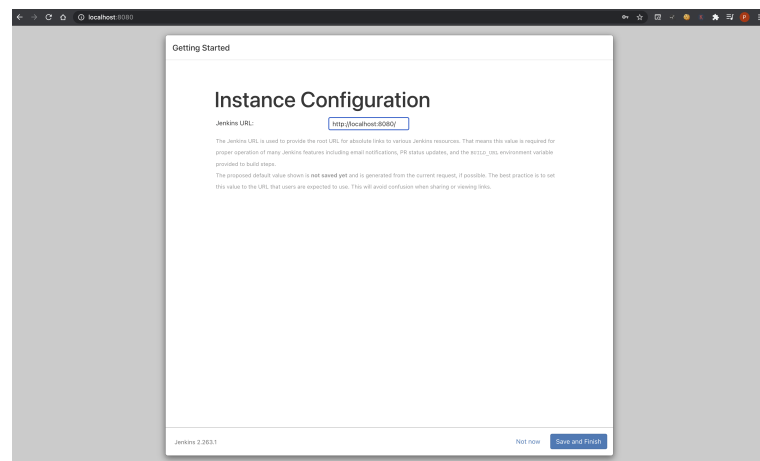 localhost:8080
Getting Started
Instance Configuration
Jenkins URL:
http://localhost:8080/
The Jenkins URL is used to provide the root URL for absolute links to various Jenkins resources. That means this value is required for
proper operation of many Jenkins features including email notifications, PR status updates, and the BUILD_URL environment variable
provided to build steps.
The proposed default value shown is not saved yet and is generated from the current request, if possible. The best practice is to set
this value to the URL that users are expected to use. This will avoid confusion when sharing or viewing links.
Jenkins 2.263.1
Not now
Save and Finish